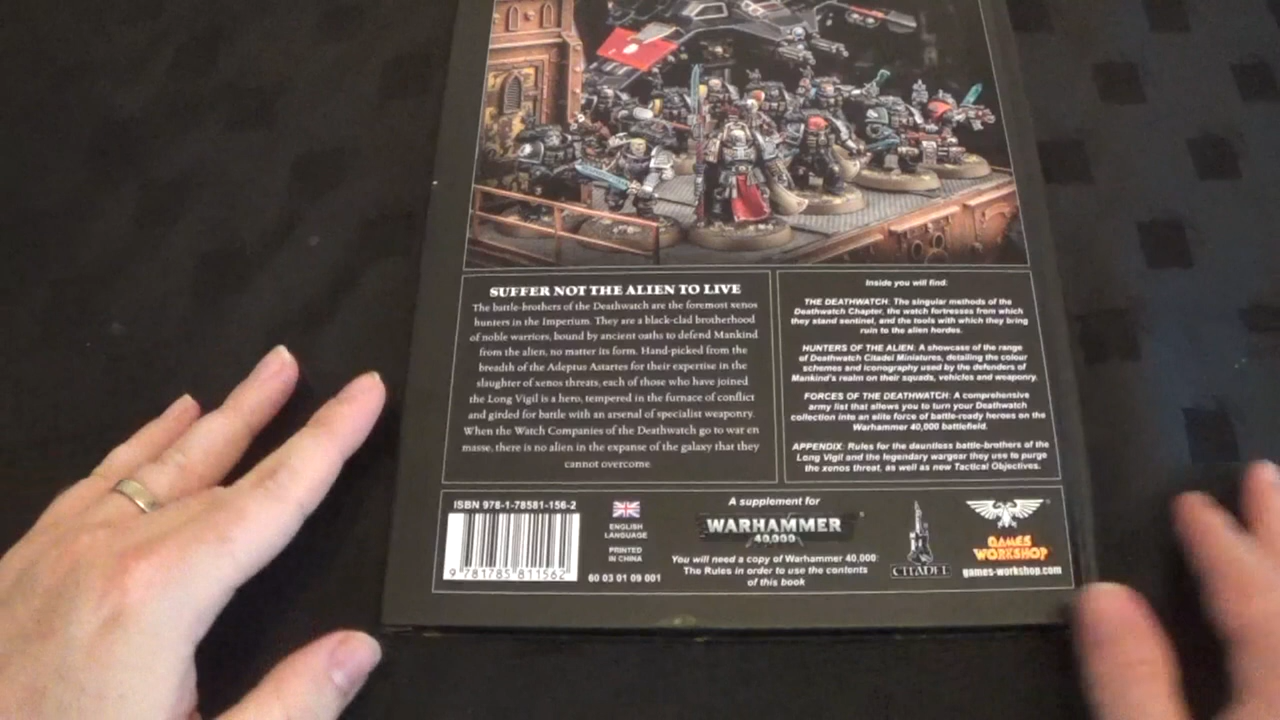 SUFFER NOT THE ALIEN TO LIVE
The battle-brothers of the Deathwatch are the foremost xenos
hunters in the Imperium. They are a black-clad brotherhood
of noble warriors, bound by ancient oaths to defend Mankind
from the alien, no matter its form. Hand-picked from the
breadth of the Adeptus Astartes for their expertise in the
slaughter of xenos threats, each of those who have joined
the Long Vigil is a hero, tempered in the furnace of conflict
and girded for battle with an arsenal of specialist weaponry.
When the Watch Companies of the Deathwatch go to war en
masse, there is no alien in the expanse of the galaxy that they
cannot overcome.
Inside you will find:
THE DEATHWATCH: The singular methods of the
Deathwatch Chapter, the watch fortresses from which
they stand sentinel, and the tools with which they bring
ruin to the alien hordes.
HUNTERS OF THE ALIEN: A showcase of the range
of Deathwatch Citadel Miniatures, detailing the colour
schemes and iconography used by the defenders of
Mankind's realm on their squads, vehicles and weaponry.
FORCES OF THE DEATHWATCH: A comprehensive
army list that allows you to turn your Deathwatch
collection into an elite force of battle-ready heroes on the
Warhammer 40,000 battlefield.
APPENDIX: Rules for the dauntless battle-brothers of the
Long Vigil and the legendary wargear they use to purge
the xenos threat, as well as new Tactical Objectives.
ISBN 978-1-78581-156-2
9 781785 811562
ENGLISH
LANGUAGE
PRINTED
IN CHINA
60 03 01 09 001
A supplement for
WARHAMMER
40,000
You will need a copy of Warhammer 40,000:
The Rules in order to use the contents
of this book
CITADEL
GAMES
WORKSHOP
games-workshop.com